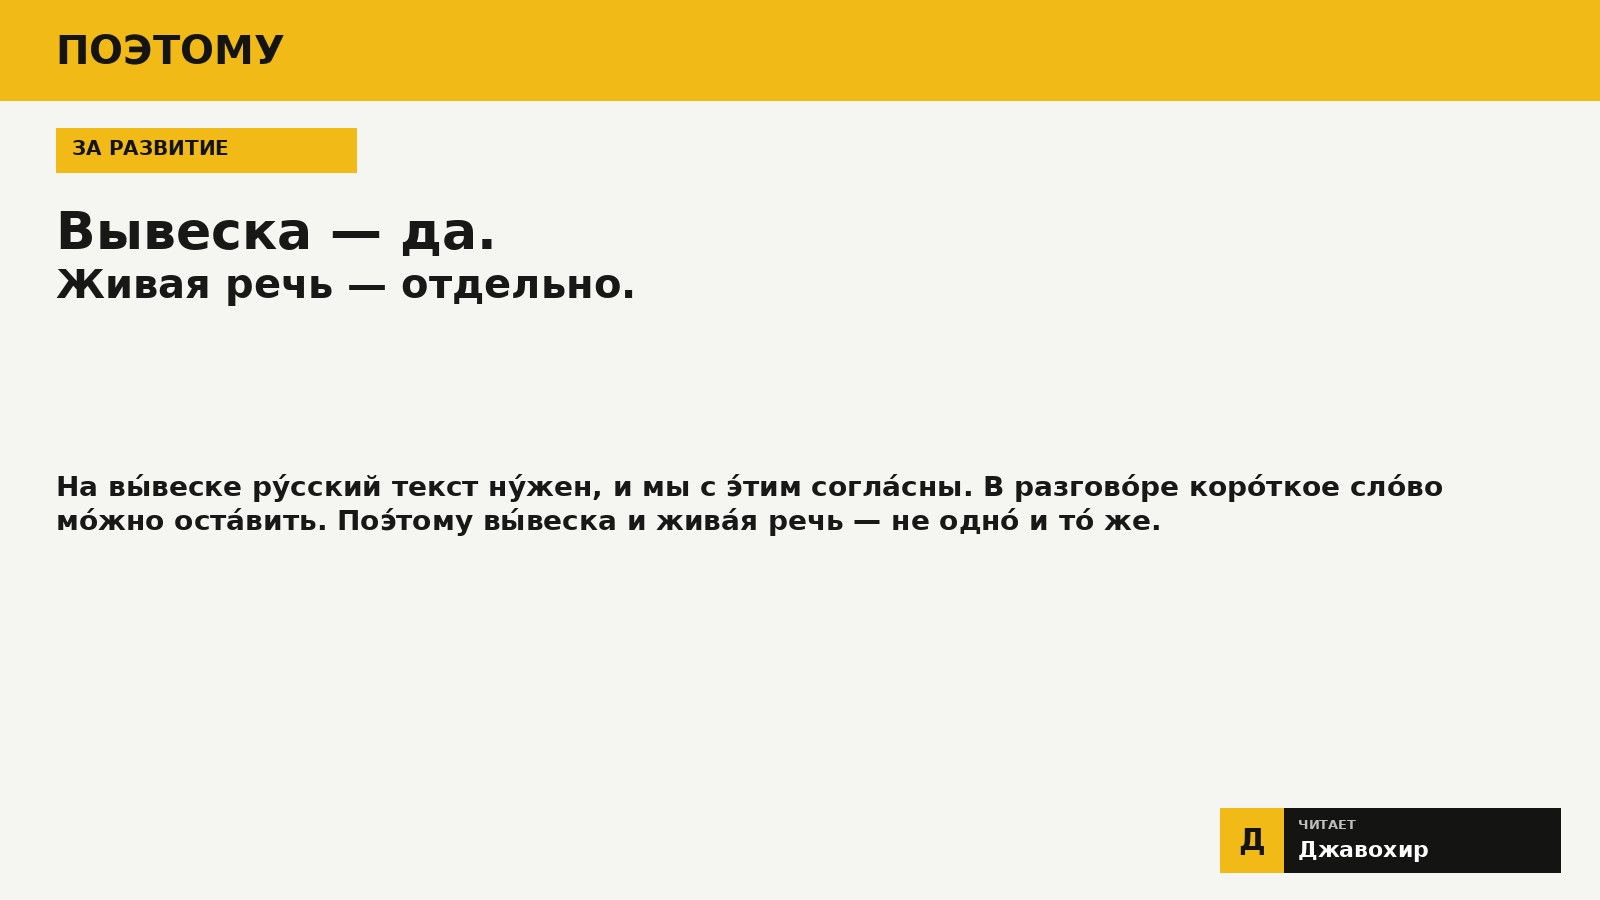 ПОЭТОМУ
ЗА РАЗВИТИЕ
Вывеска — да.
Живая речь — отдельно.
На вы́веске ру́сский текст ну́жен, и мы с э́тим согла́сны. В разгово́ре коро́ткое сло́во
мо́жно оста́вить. Поэ́тому вы́веска и жива́я речь — не одно́ и то́ же.
Д
ЧИТАЕТ
Джавохир